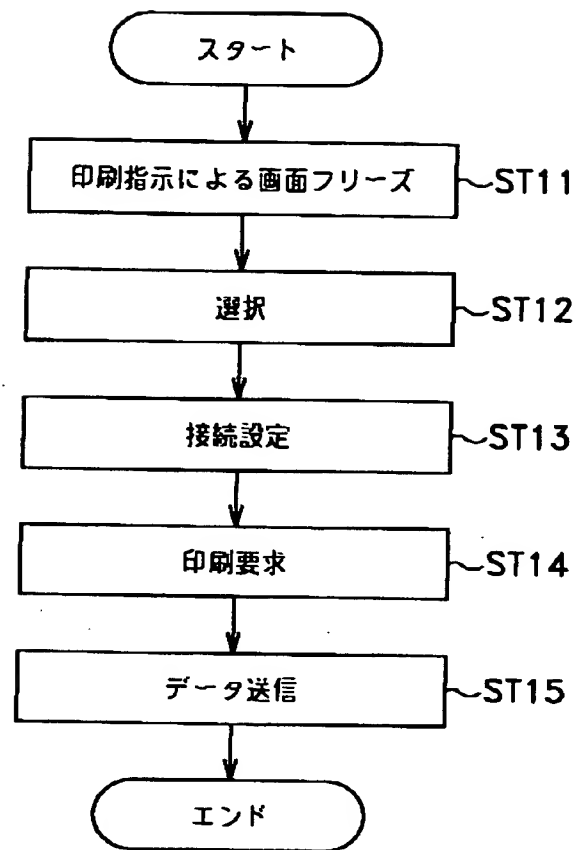 スタート
印刷指示による画面フリーズ ST11
選択 ST12
接続設定 ST13
印刷要求 ST14
データ送信 ST15
エンド